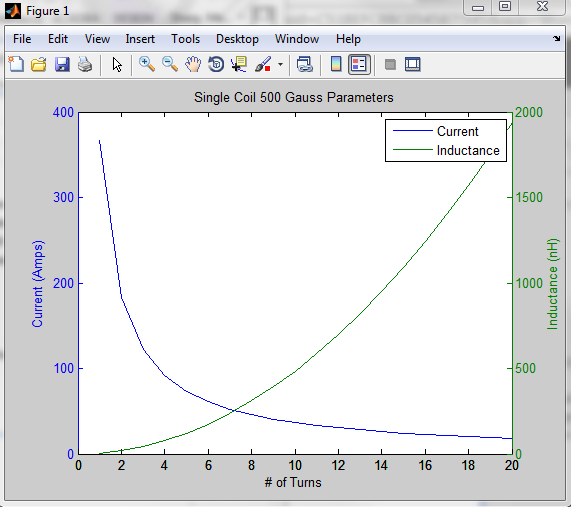 Figure 1
File Edit View Insert Tools Desktop Window Help
Single Coil 500 Gauss Parameters
400 2000
Current
Inductance
300 1500
Current (Amps)
200 1000
Inductance (nH)
100 500
0 0
0 2 4 6 8 10 12 14 16 18 20
# of Turns